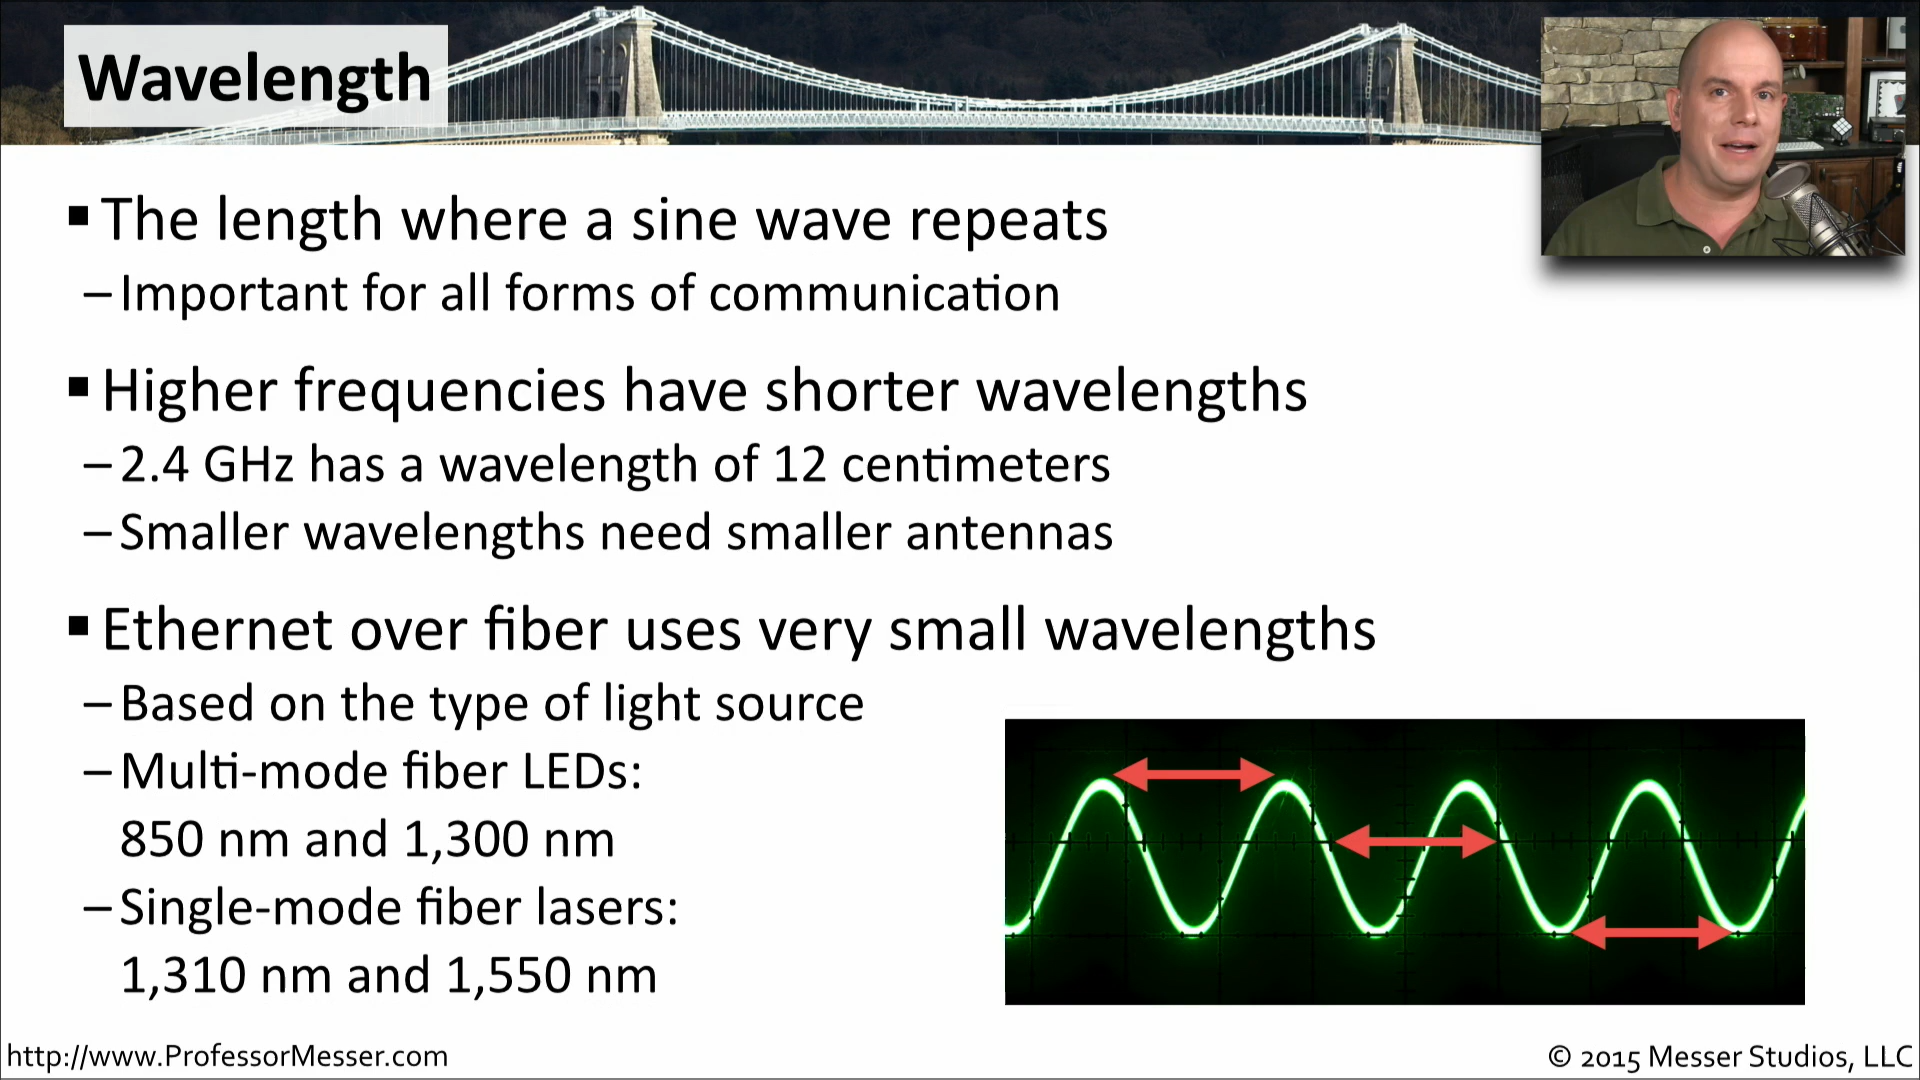 Wavelength
▪ The length where a sine wave repeats
– Important for all forms of communication
▪ Higher frequencies have shorter wavelengths
– 2.4 GHz has a wavelength of 12 centimeters
– Smaller wavelengths need smaller antennas
▪ Ethernet over fiber uses very small wavelengths
– Based on the type of light source
– Multi-mode fiber LEDs:
850 nm and 1,300 nm
– Single-mode fiber lasers:
1,310 nm and 1,550 nm
http://www.ProfessorMesser.com
© 2015 Messer Studios, LLC